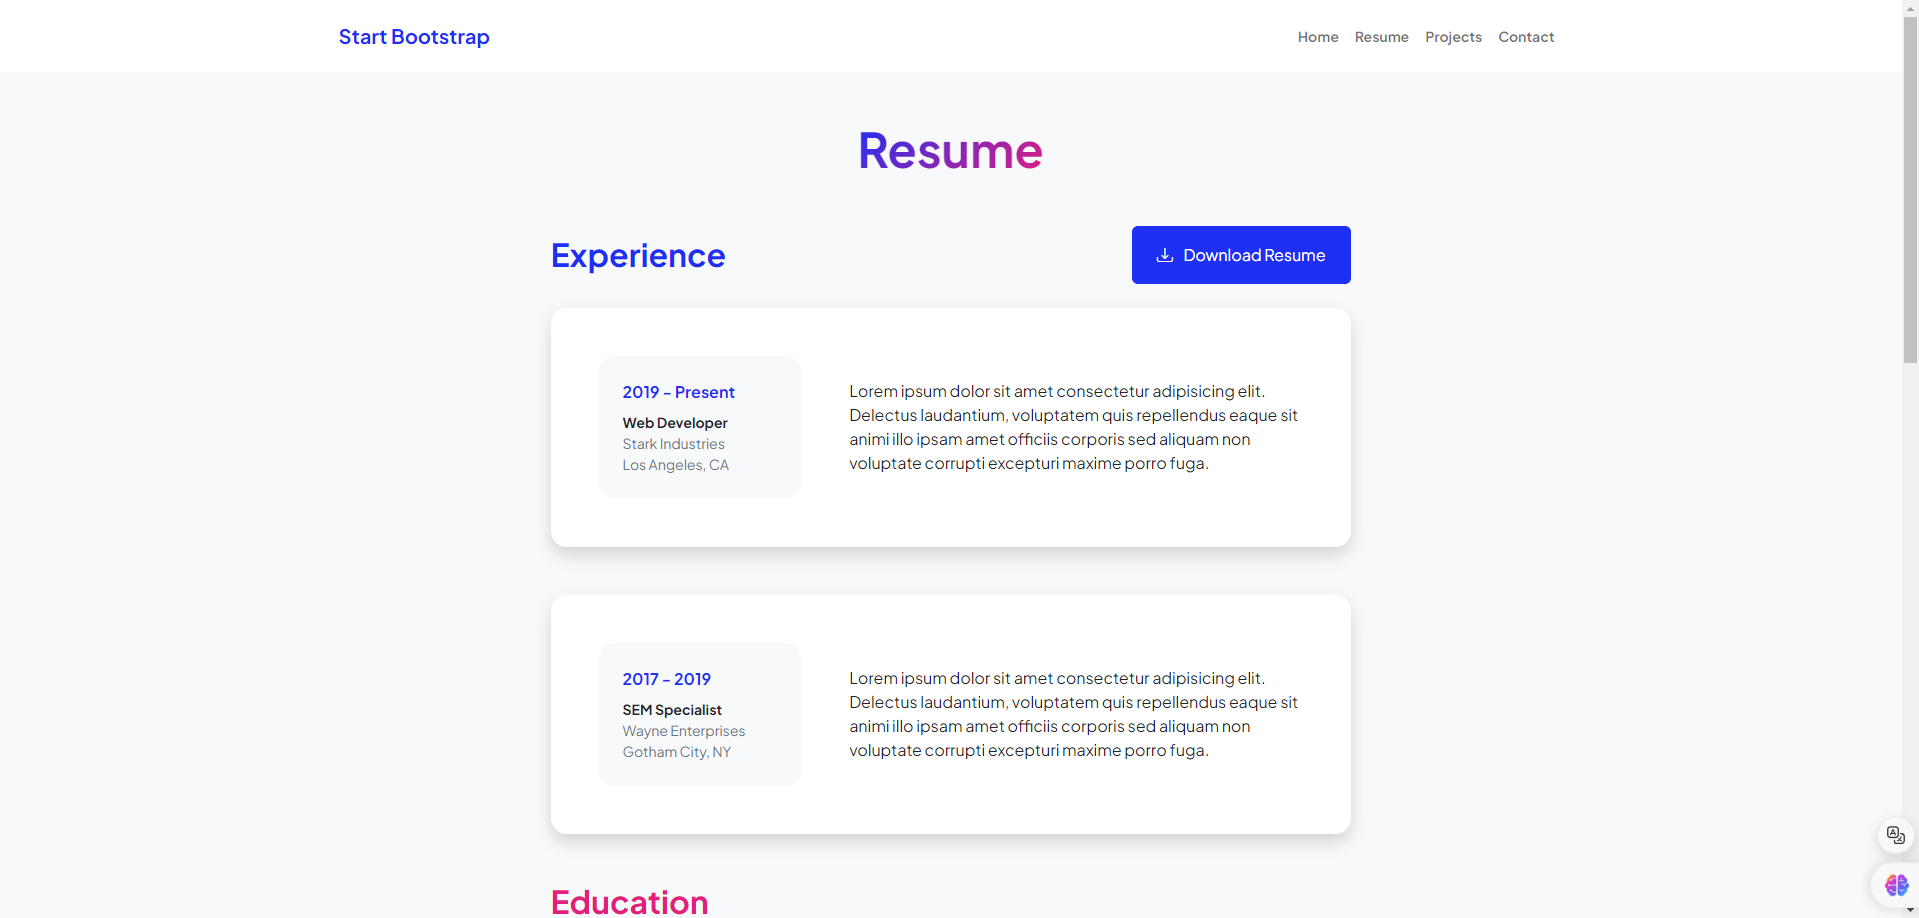 Start Bootstrap
Home Resume Projects Contact
Resume
Experience
Download Resume
2019 - Present
Web Developer
Stark Industries
Los Angeles, CA
Lorem ipsum dolor sit amet consectetur adipisicing elit.
Delectus laudantium, voluptatem quis repellendus eaque sit
animi illo ipsam amet officiis corporis sed aliquam non
voluptate corrupti excepturi maxime porro fuga.
2017 - 2019
SEM Specialist
Wayne Enterprises
Gotham City, NY
Lorem ipsum dolor sit amet consectetur adipisicing elit.
Delectus laudantium, voluptatem quis repellendus eaque sit
animi illo ipsam amet officiis corporis sed aliquam non
voluptate corrupti excepturi maxime porro fuga.
Education